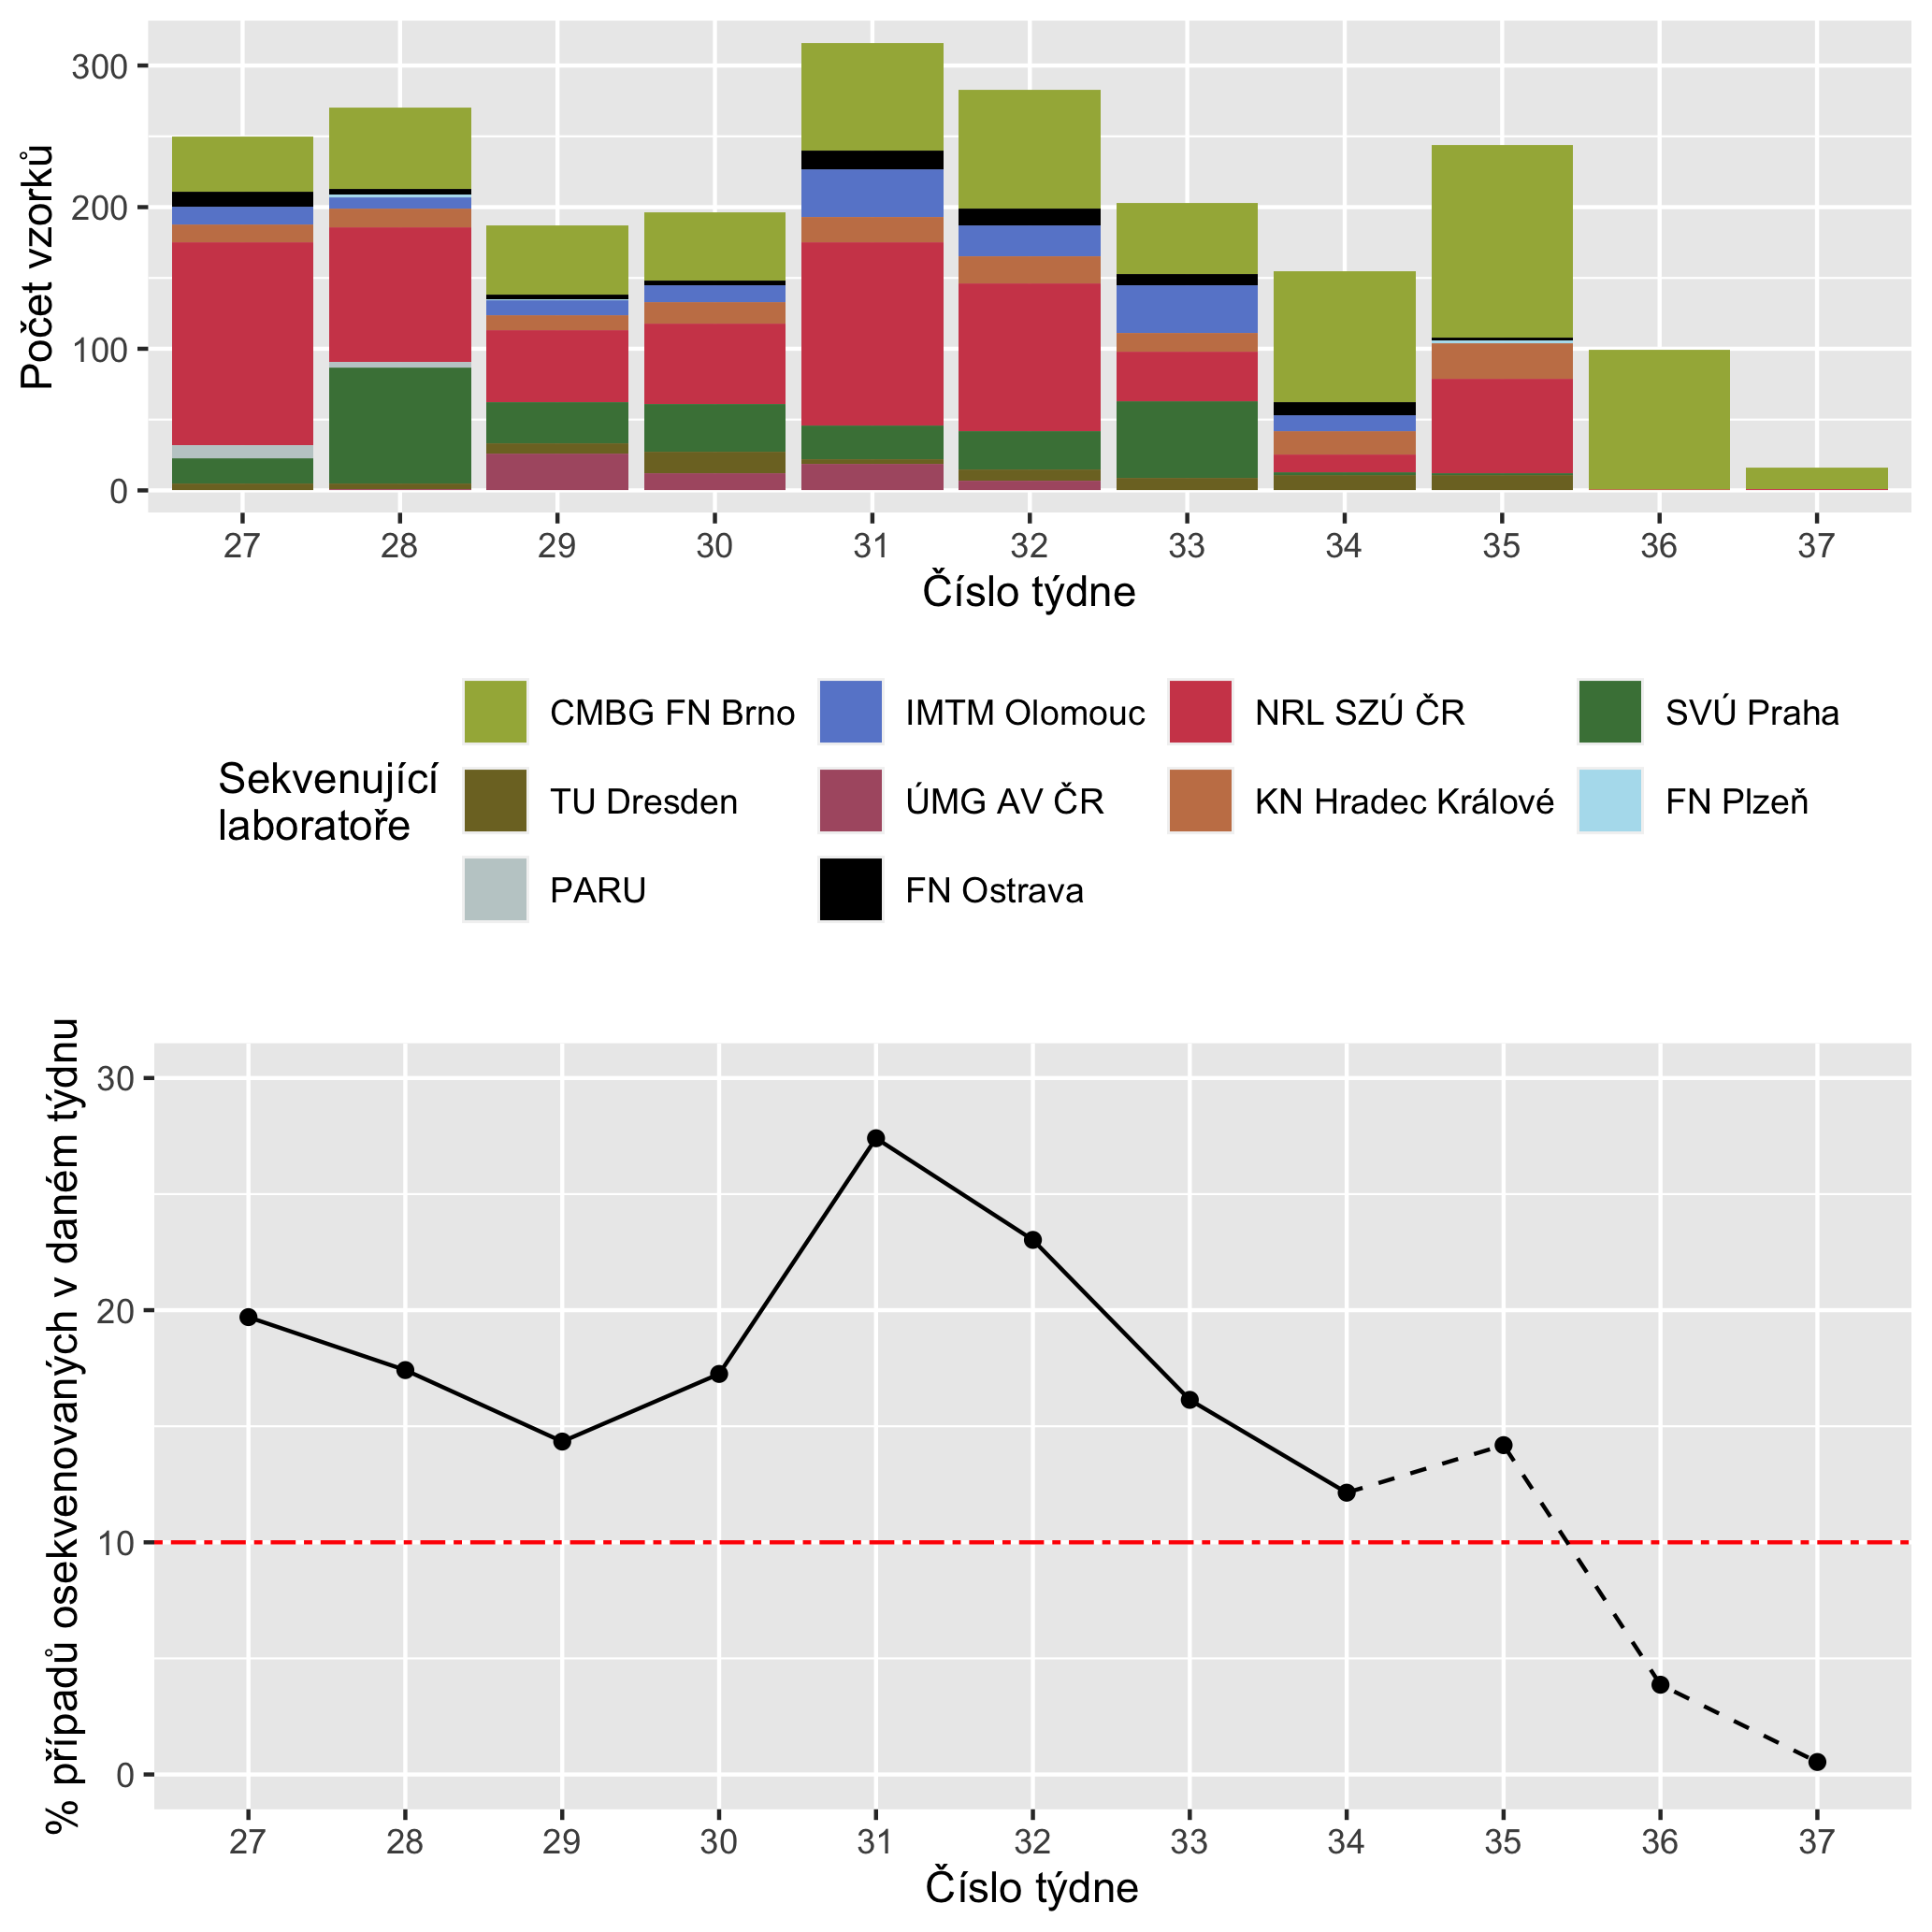 Počet vzorků
300
200
100
0
27 28 29 30 31 32 33 34 35 36 37
Číslo týdne
Sekvenující
laboratoře
CMBG FN Brno IMTM Olomouc NRL SZÚ ČR SVÚ Praha
TU Dresden ÚMG AV ČR KN Hradec Králové FN Plzeň
PARU FN Ostrava
% případů osekvenovaných v daném týdnu
30
20
10
0
27 28 29 30 31 32 33 34 35 36 37
Číslo týdne